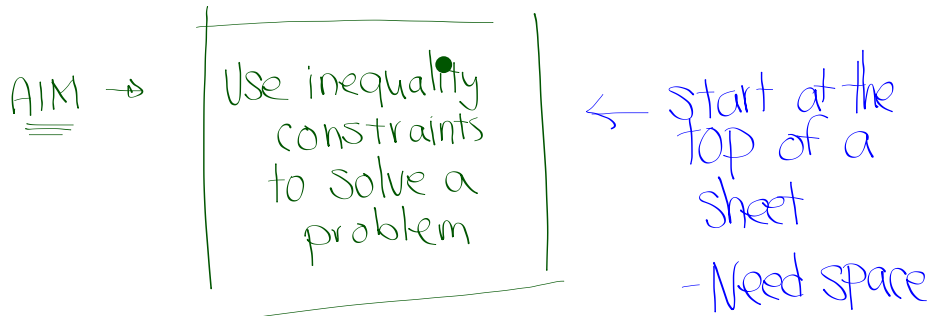 AIM →
Use inequality
constraints
to solve a
problem
← Start at the
top of a
sheet
- Need space